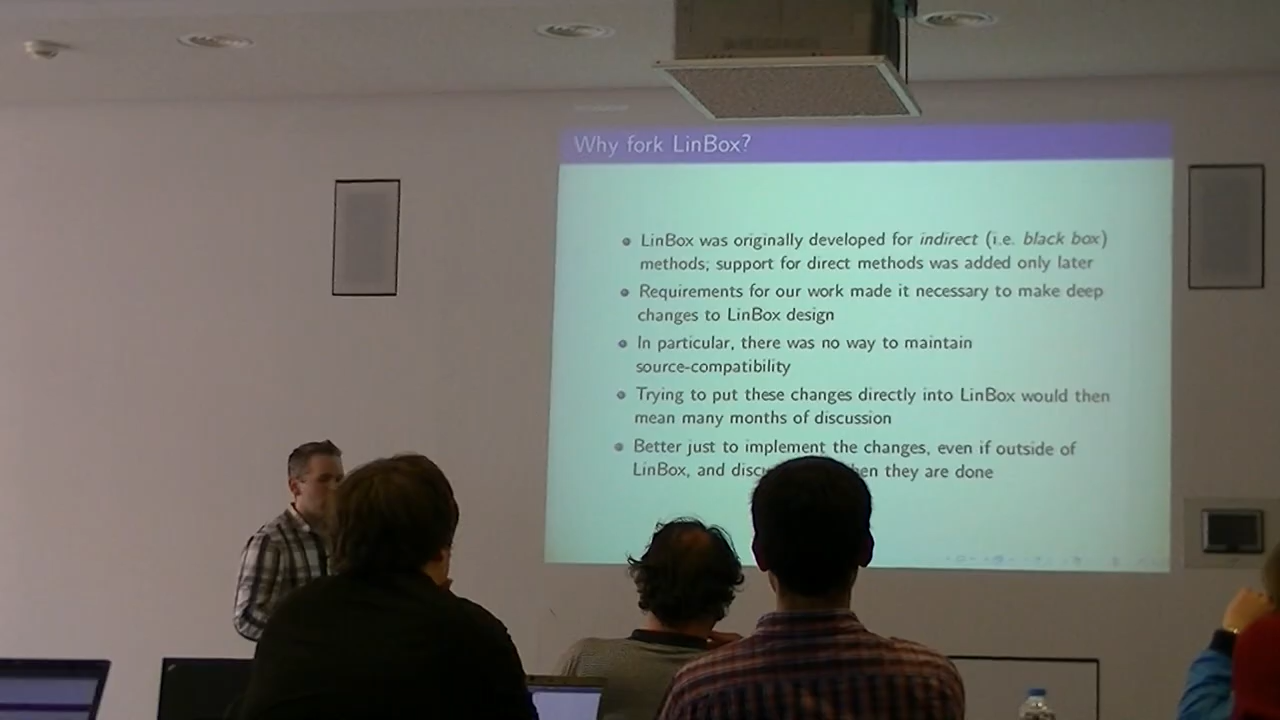 Why fork LinBox?
LinBox was originally developed for indirect (i.e. black box)
methods; support for direct methods was added only later
Requirements for our work made it necessary to make deep
changes to LinBox design
In particular, there was no way to maintain
source-compatibility
Trying to put these changes directly into LinBox would then
mean many months of discussion
Better just to implement the changes, even if outside of
LinBox, and they are done